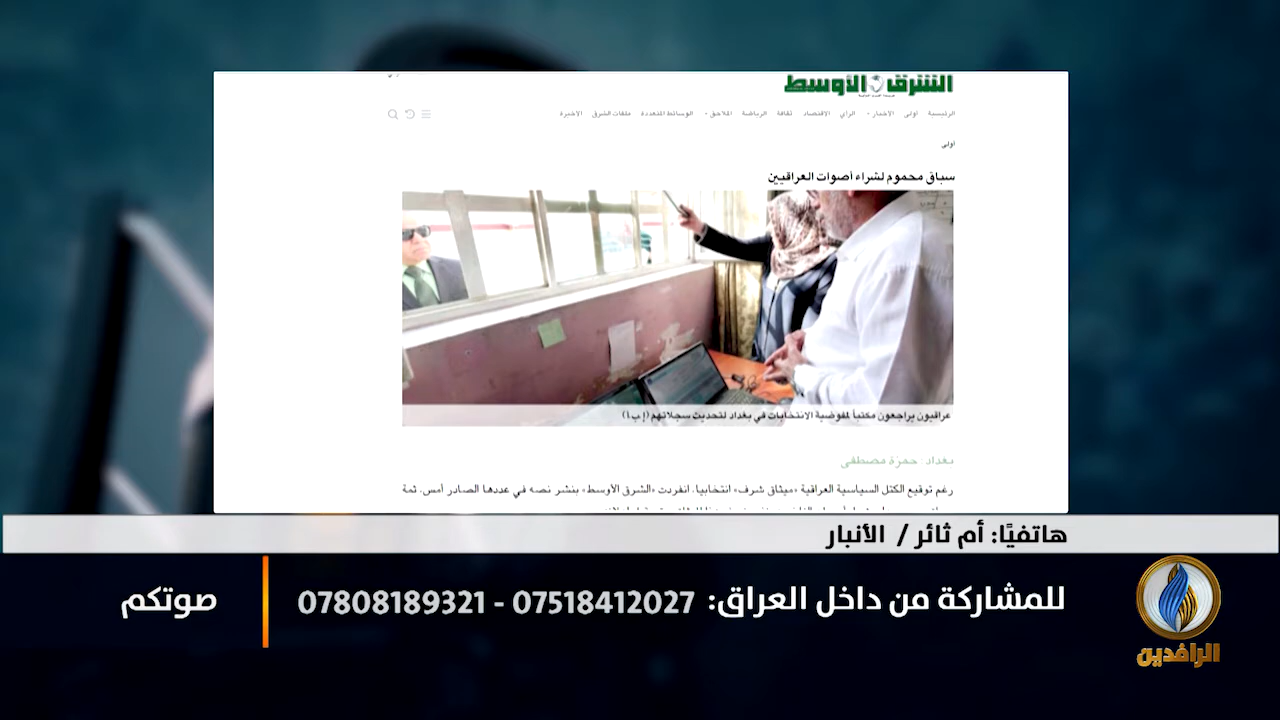 الشرق الأوسط
الرئيسية أولى الأخبار الرأي الاقتصاد ثقافة الرياضة الملاحق الوسائط المتعددة ملفات الشرق الأخيرة
أولى
سباق محموم لشراء أصوات العراقيين
عراقيون يراجعون مكتباً لمفوضية الانتخابات في بغداد لتحديث سجلاتهم (إ ب أ)
بغداد: حمزة مصطفى
رغم توقيع الكتل السياسية العراقية «ميثاق شرف» انتخابيا، انفردت «الشرق الأوسط» بنشر نصه في عددها الصادر أمس، ثمة
هاتفيًا: أم ثائر / الأنبار
للمشاركة من داخل العراق: 07518412027 - 07808189321
صوتكم
الرافدين